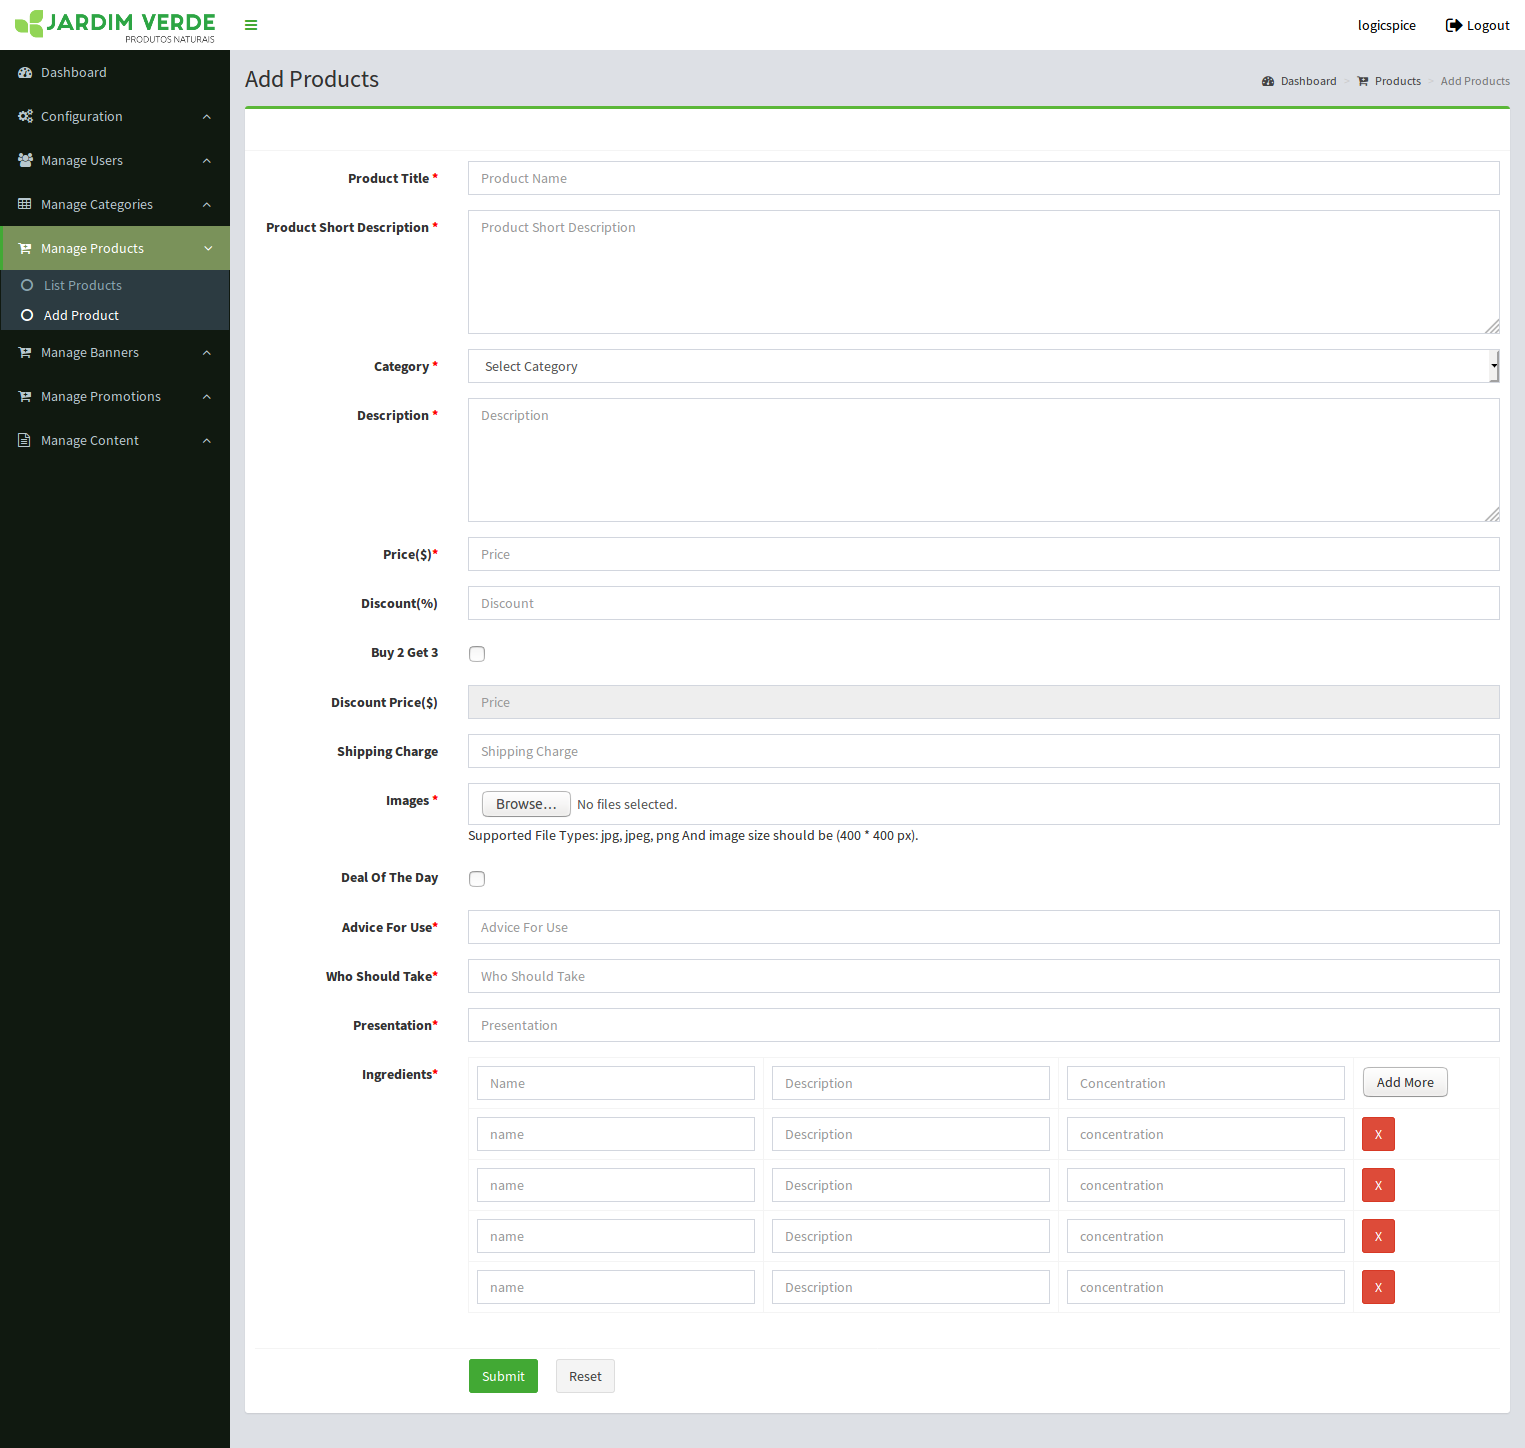 JARDIM VERDE
PRODUTOS NATURAIS
logicspice
Logout
Dashboard
Configuration
Manage Users
Manage Categories
Manage Products
List Products
Add Product
Manage Banners
Manage Promotions
Manage Content
Add Products
Dashboard > Products > Add Products
Product Title *
Product Name
Product Short Description *
Product Short Description
Category *
Select Category
Description *
Description
Price($)*
Price
Discount(%)
Discount
Buy 2 Get 3
Discount Price($)
Price
Shipping Charge
Shipping Charge
Images *
Browse... No files selected.
Supported File Types: jpg, jpeg, png And image size should be (400 * 400 px).
Deal Of The Day
Advice For Use*
Advice For Use
Who Should Take*
Who Should Take
Presentation*
Presentation
Ingredients*
Name Description Concentration Add More
name Description concentration X
name Description concentration X
name Description concentration X
name Description concentration X
Submit Reset